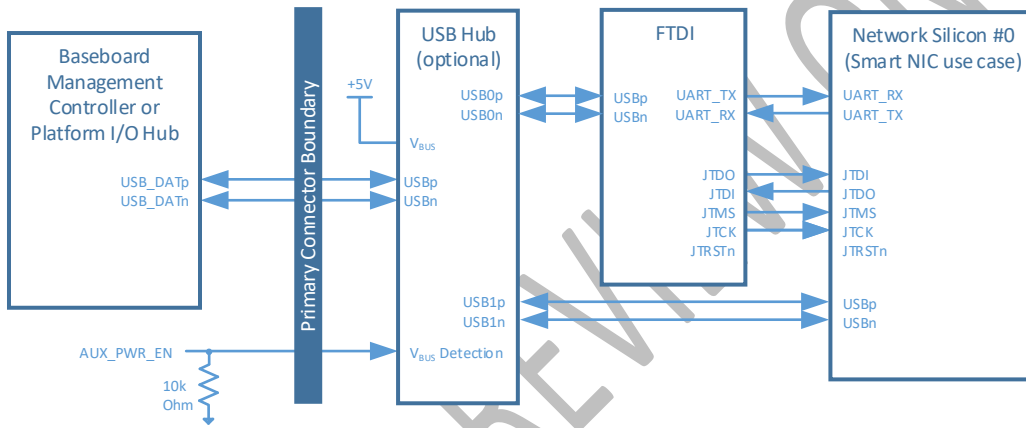 Baseboard
Management
Controller or
Platform I/O Hub
USB_DATp
USB_DATn
AUX_PWR_EN
10k
Ohm
+5V
Primary Connector Boundary
USB Hub
(optional)
USB0p
USB0n
VBUS
USBp
USBn
USB1p
USB1n
VBUS Detection
FTDI
USBp
USBn
UART_TX
UART_RX
JTDO
JTDI
JTMS
JTCK
JTRSTn
Network Silicon #0
(Smart NIC use case)
UART_RX
UART_TX
JTDI
JTDO
JTMS
JTCK
JTRSTn
USBp
USBn